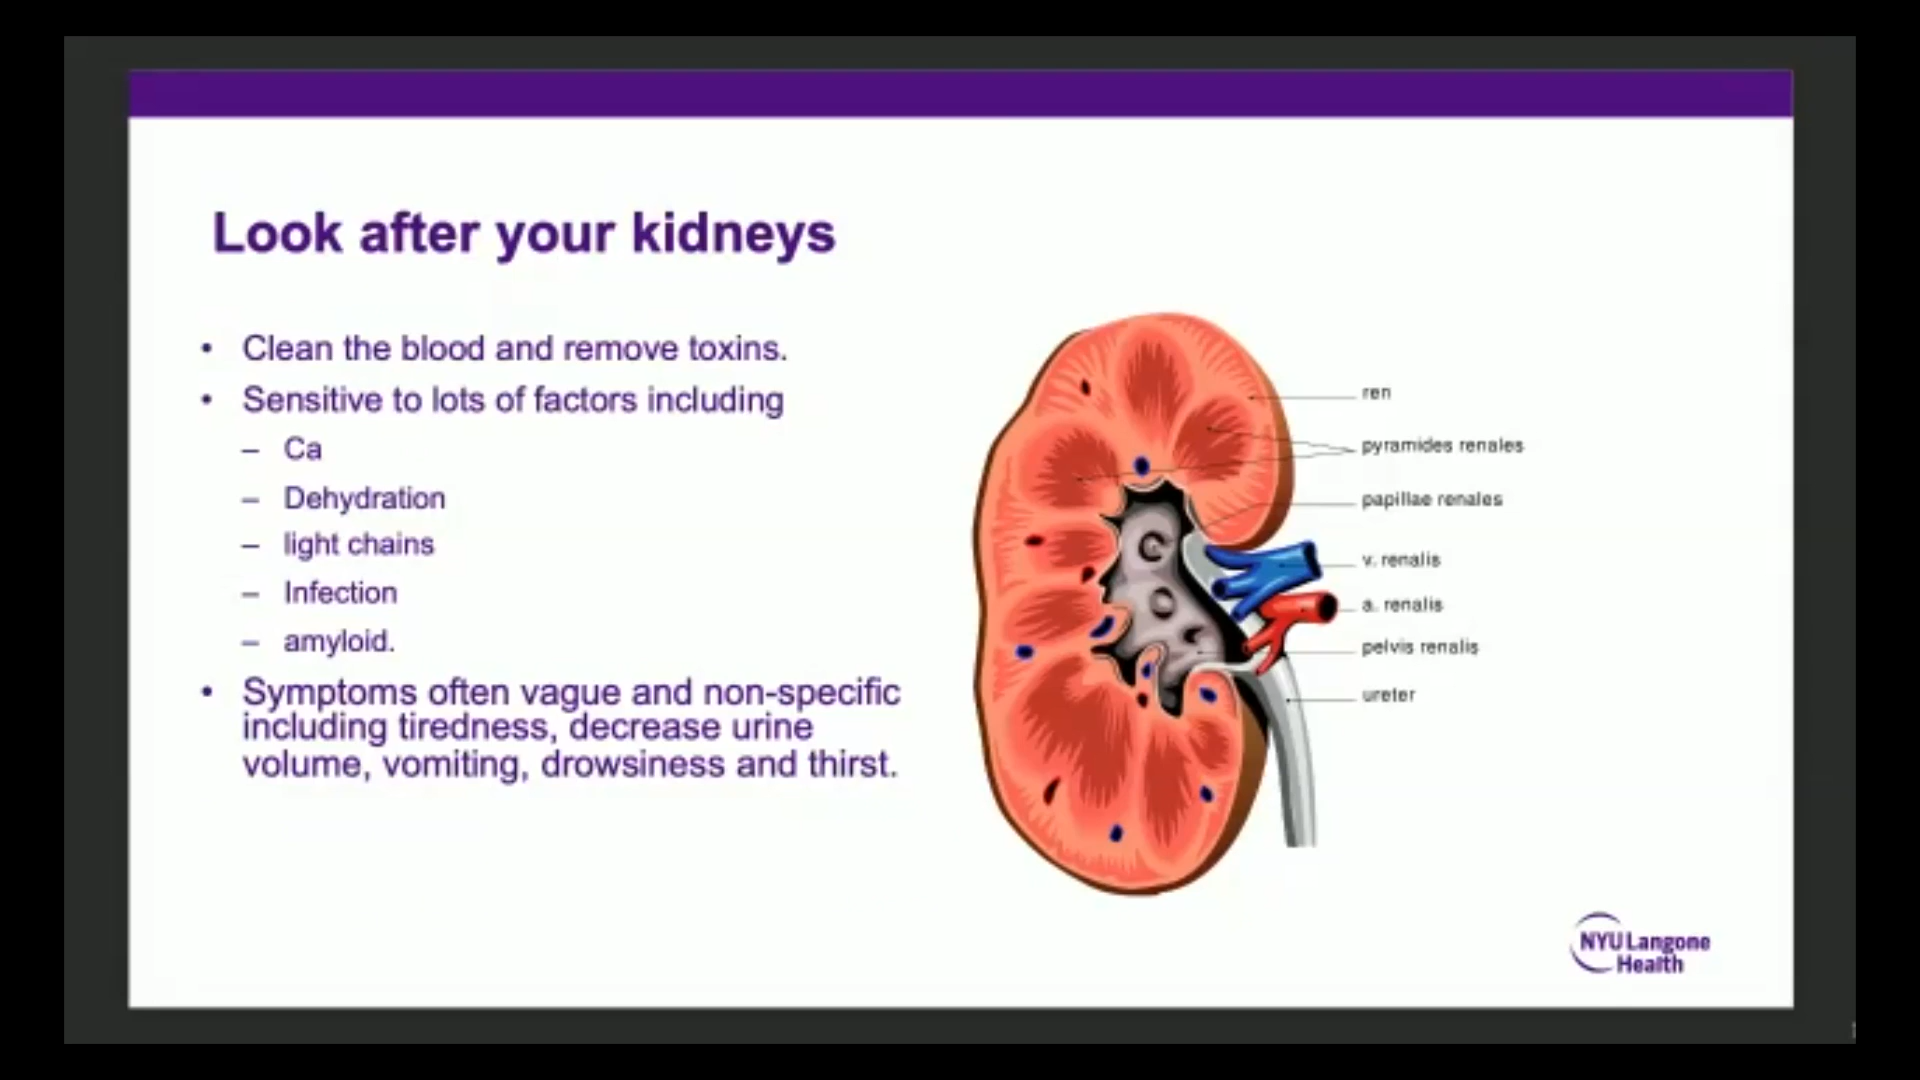 Look after your kidneys
• Clean the blood and remove toxins.
• Sensitive to lots of factors including
– Ca
– Dehydration
– light chains
– Infection
– amyloid.
• Symptoms often vague and non-specific
including tiredness, decrease urine
volume, vomiting, drowsiness and thirst.
ren
pyramides renales
papillae renales
v. renalis
a. renalis
pelvis renalis
ureter
NYU Langone
Health